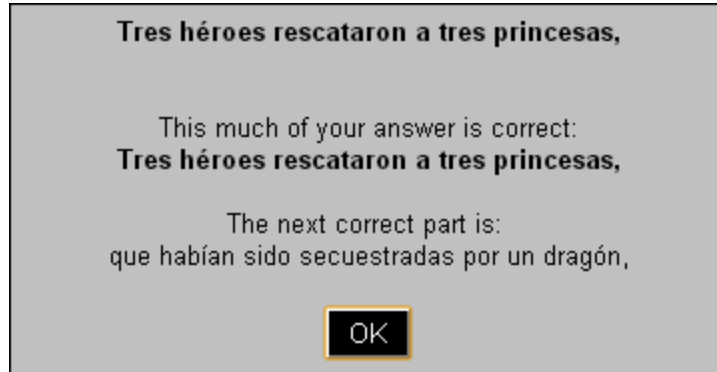 Tres héroes rescataron a tres princesas,
This much of your answer is correct:
Tres héroes rescataron a tres princesas,
The next correct part is:
que habían sido secuestradas por un dragón,
OK